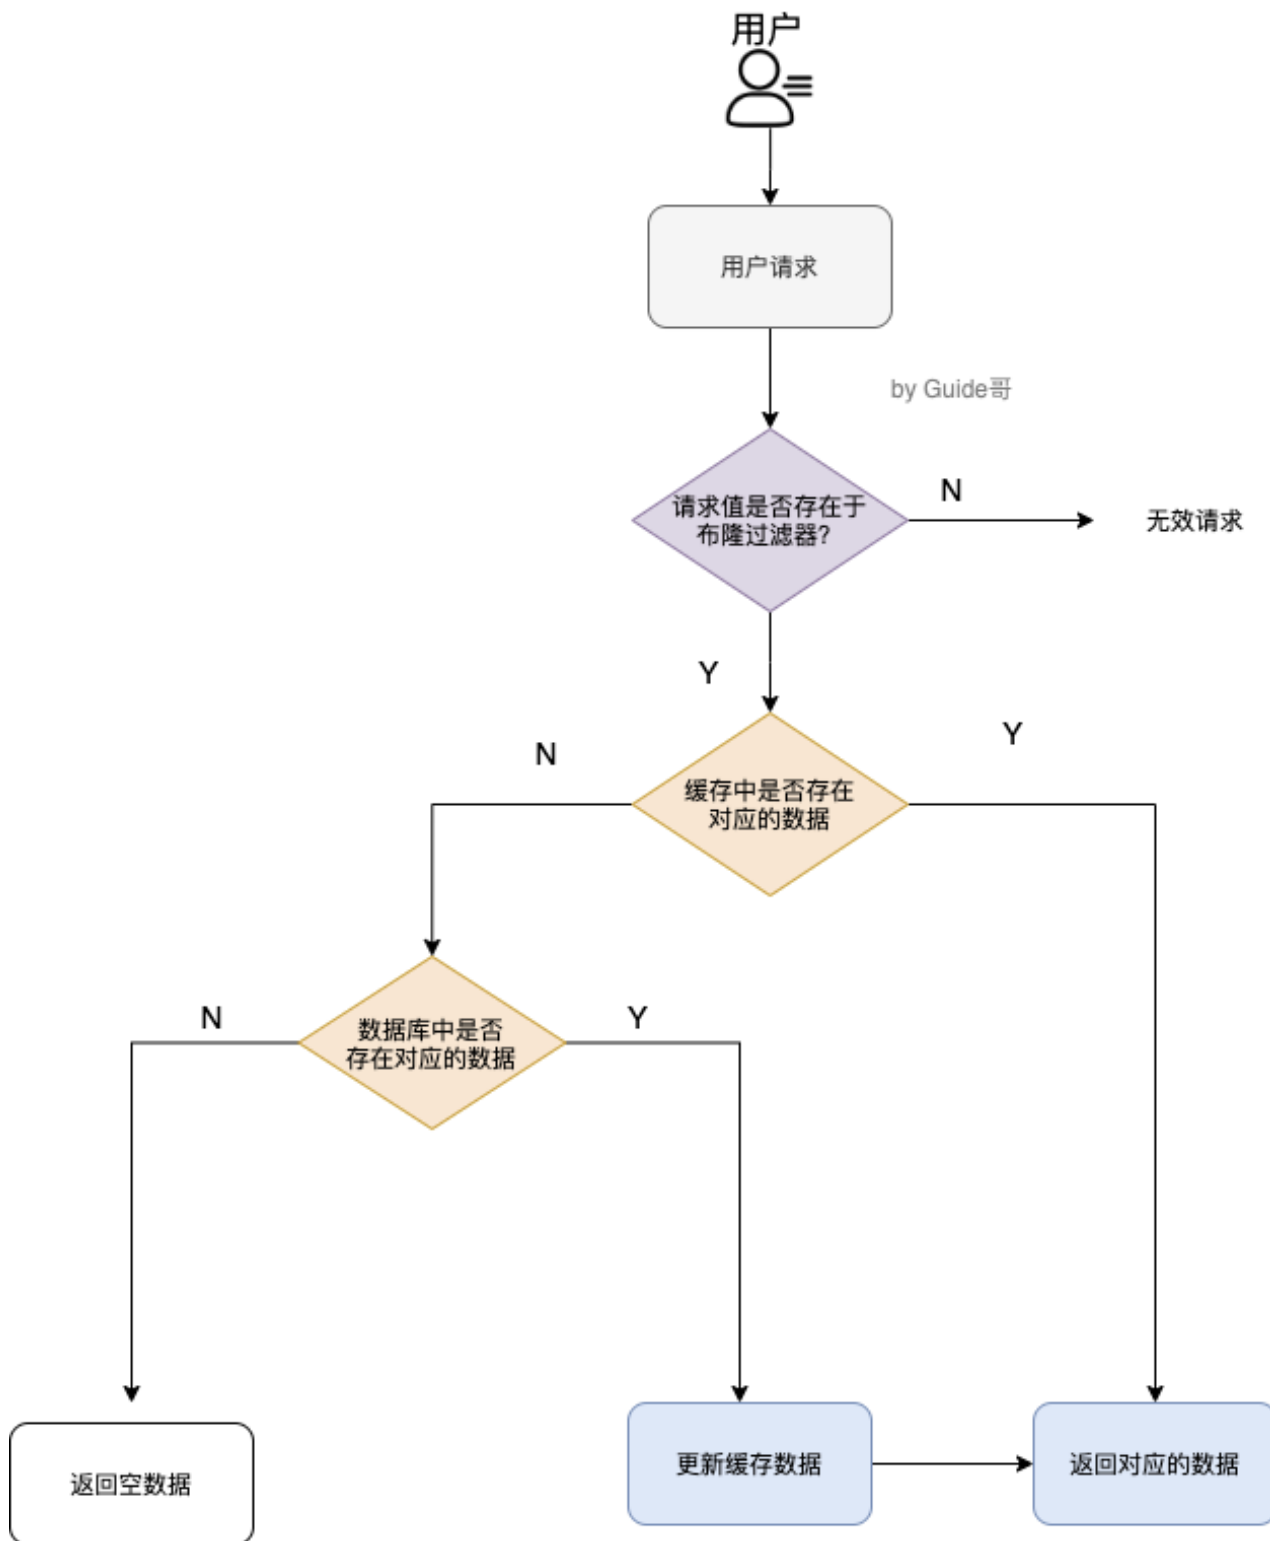 用户
用户请求
by Guide哥
请求值是否存在于
布隆过滤器?
N
无效请求
Y
N
Y
缓存中是否存在
对应的数据
N
Y
数据库中是否
存在对应的数据
返回空数据
更新缓存数据
返回对应的数据